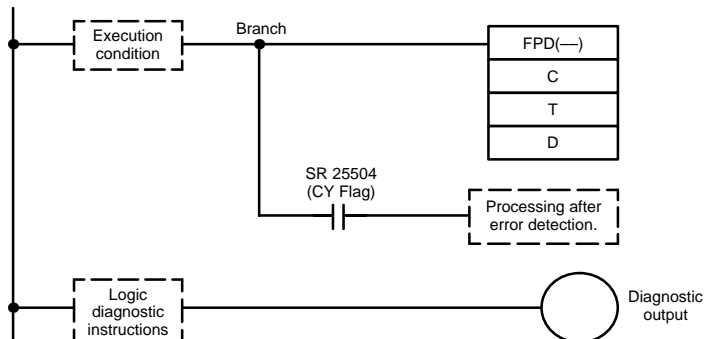 Execution
condition
Branch
FPD(––)
C
T
D
SR 25504
(CY Flag)
Processing after
error detection.
Logic
diagnostic
instructions
Diagnostic
output